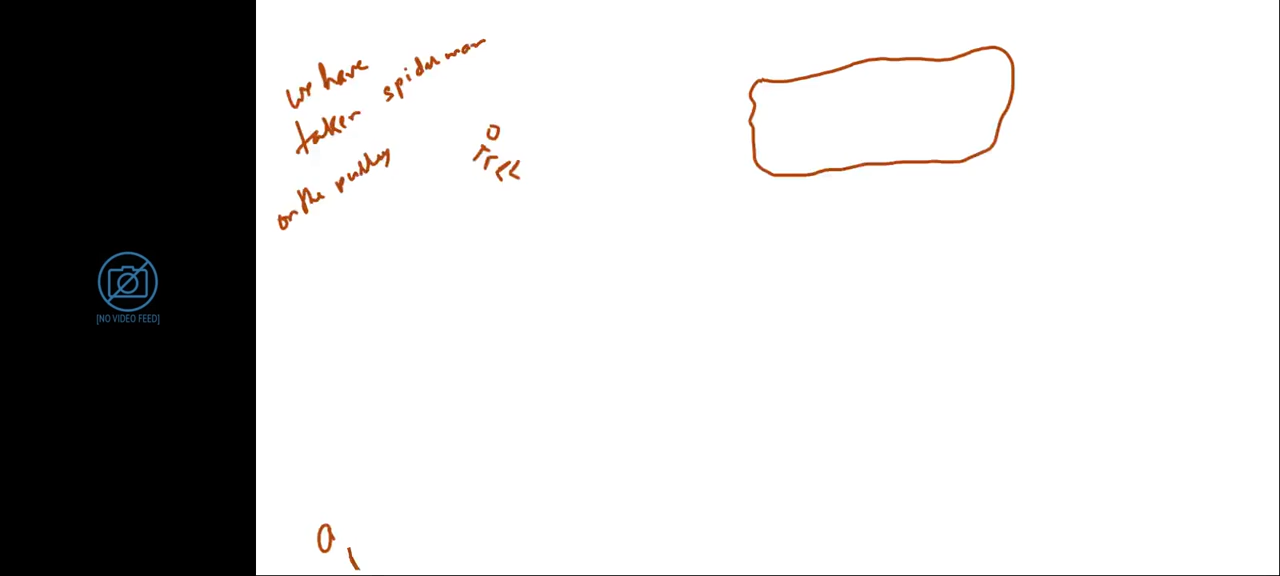 we have
taken spiderman
on the pulley
[NO VIDEO FEED]